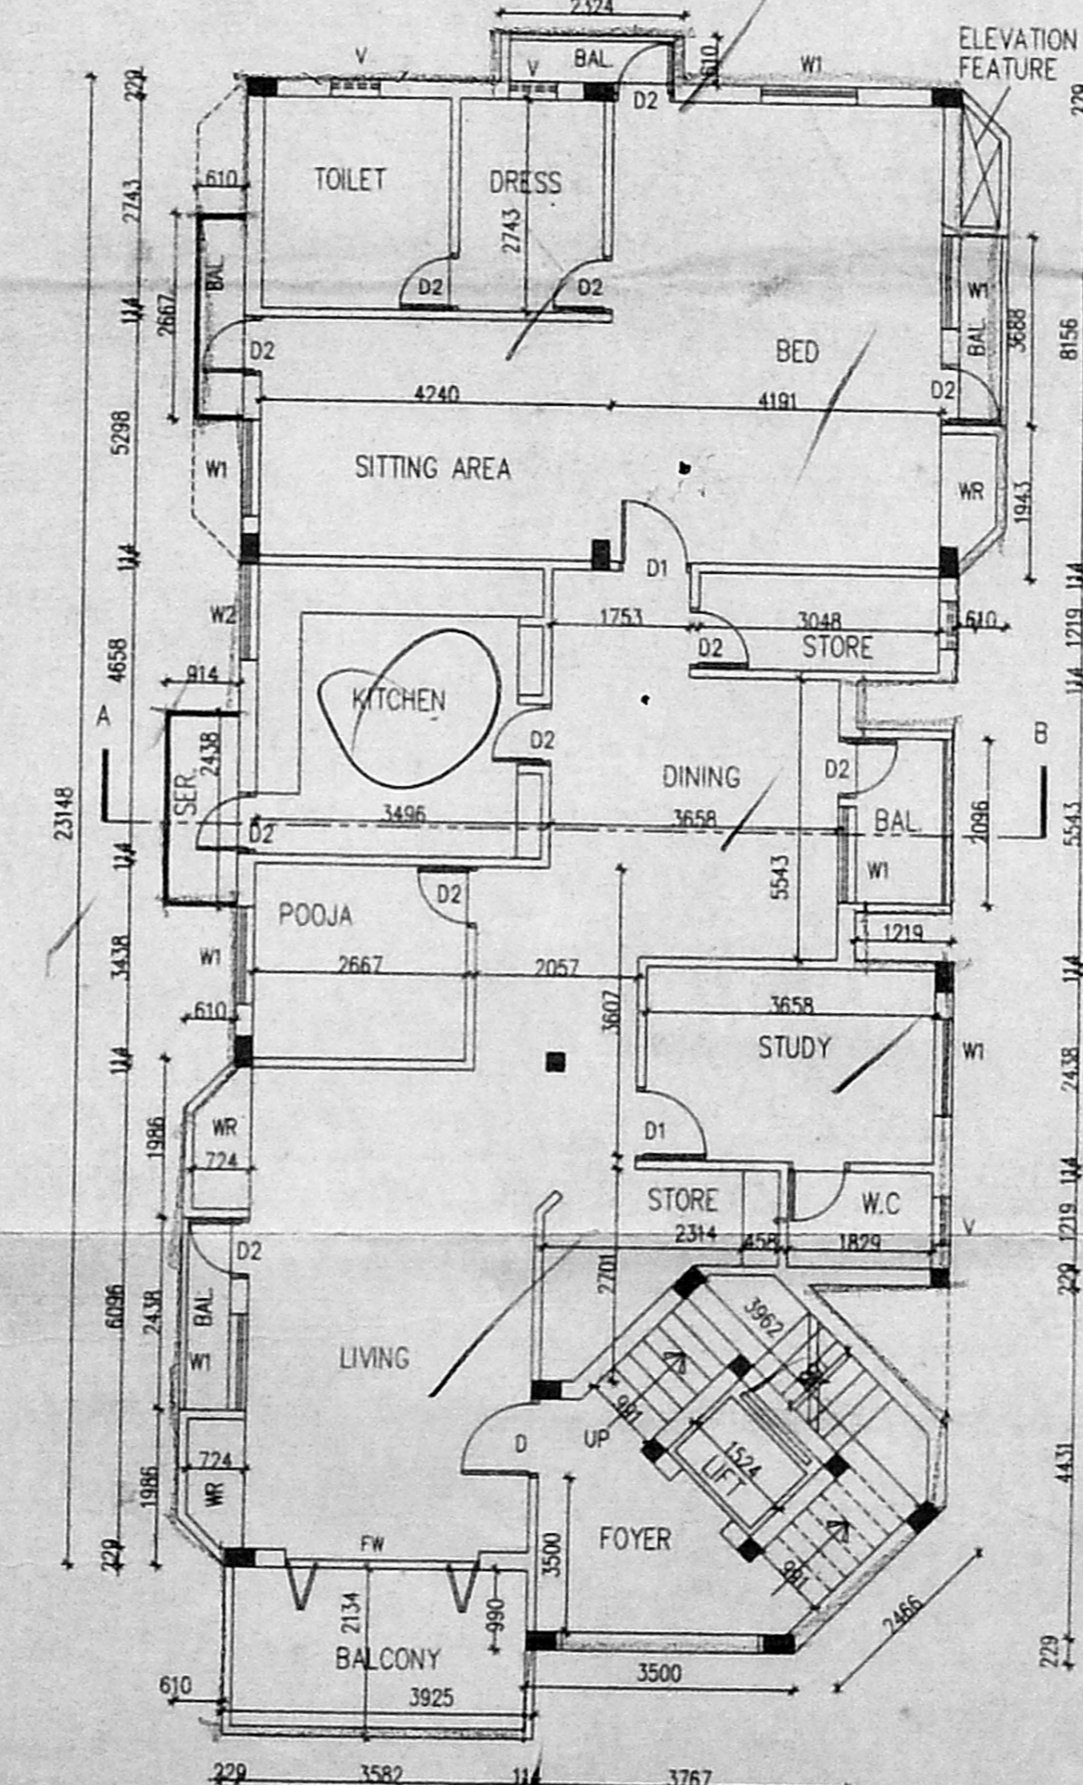 2324
ELEVATION
FEATURE
V
V
BAL.
610
W1
D2
229
229
TOILET
DRESS
610
2743
2743
BAL
D2
D2
W1
114
2667
D2
BED
BAL
3688
8156
D2
4240
4191
5298
W1
SITTING AREA
WR
1943
114
D1
114
W2
1753
3048
610
1219
D2
STORE
4658
914
KITCHEN
114
A
B
2438
D2
DINING
D2
SER.
23148
3496
3658
BAL.
2096
5543
D2
114
W1
5543
D2
POOJA
1219
W1
3438
2667
2057
114
3607
3658
610
STUDY
W1
2438
114
1986
WR
D1
724
114
STORE
W.C
V
2314
458
1829
1219
D2
2701
229
6096
2438
BAL
3962
W1
LIVING
991
UP
D
724
1524
LIFT
4431
1986
WR
FOYER
3500
229
FW
991
2134
990
2466
BALCONY
229
610
3925
3500
229
3582
114
3767